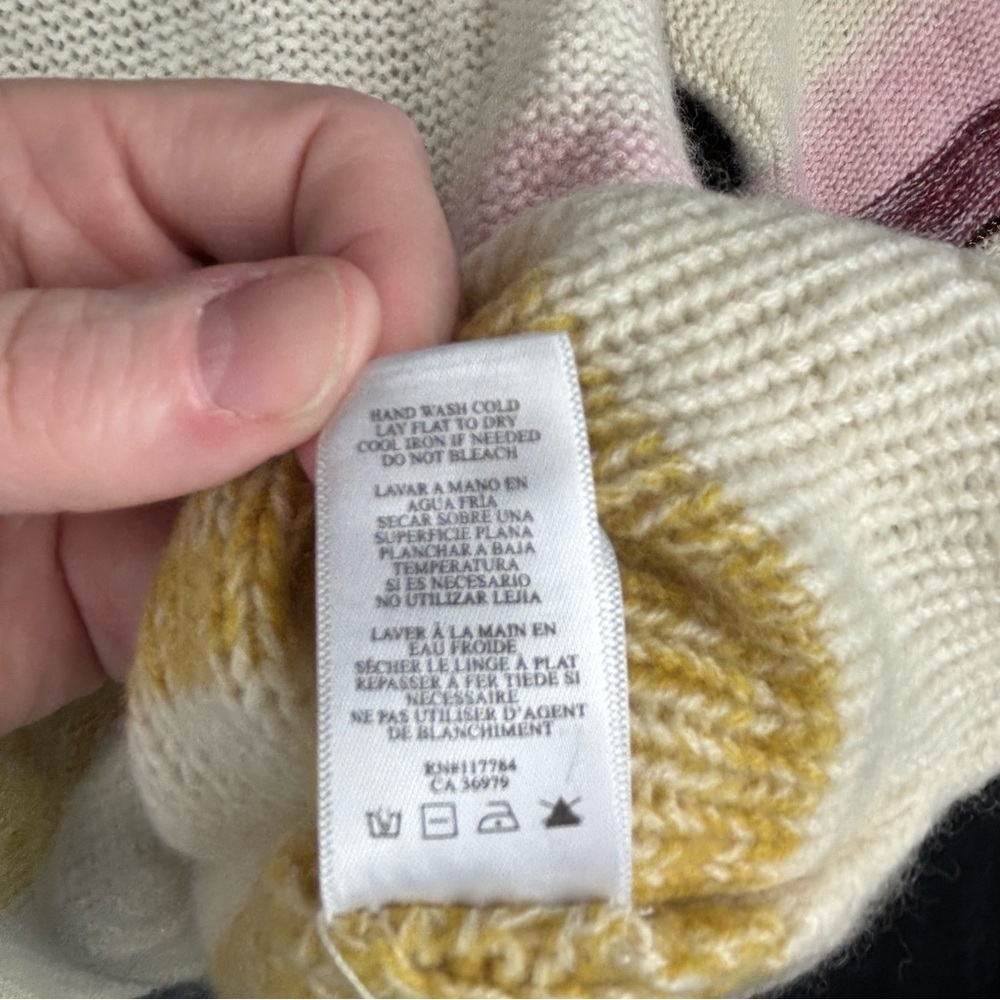 HAND WASH COLD
LAY FLAT TO DRY
COOL IRON IF NEEDED
DO NOT BLEACH
LAVAR A MANO EN
AGUA FRÍA
SECAR SOBRE UNA
SUPERFICIE PLANA
PLANCHAR A BAJA
TEMPERATURA
SI ES NECESARIO
NO UTILIZAR LEJIA
LAVER À LA MAIN EN
EAU FROIDE
SÉCHER LE LINGE À PLAT
REPASSER À FER TIEDE SI
NECESSAIRE
NE PAS UTILISER D'AGENT
DE BLANCHIMENT
RN#117784
CA 36979